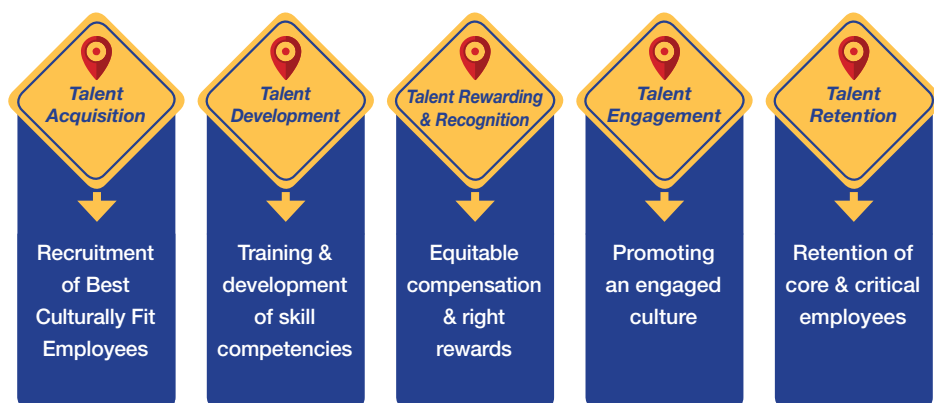 Talent
Acquisition
Recruitment
of Best
Culturally Fit
Employees
Talent
Development
Training &
development
of skill
competencies
Talent Rewarding
& Recognition
Equitable
compensation
& right
rewards
Talent
Engagement
Promoting
an engaged
culture
Talent
Retention
Retention of
core & critical
employees